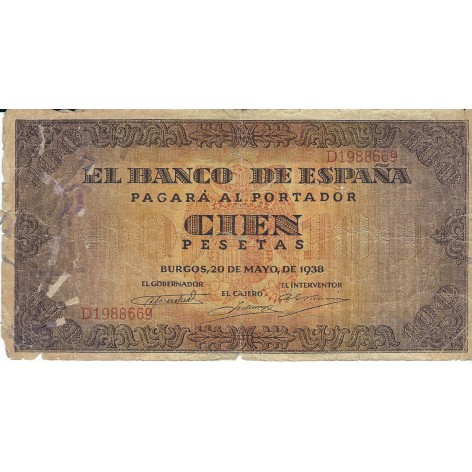 D1988669
EL BANCO DE ESPAÑA
PAGARÁ AL PORTADOR
CIEN
PESETAS
BURGOS, 20 DE MAYO, DE 1938
EL GOBERNADOR
EL CAJERO
EL INTERVENTOR
D1988669